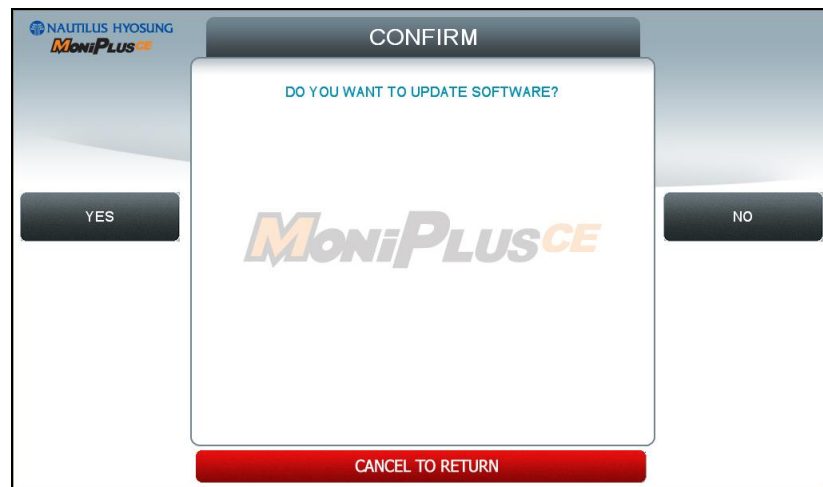 NAUTILUS HYOSUNG
MoniPlusCE
CONFIRM
DO YOU WANT TO UPDATE SOFTWARE?
YES
MoniPlusCE
NO
CANCEL TO RETURN